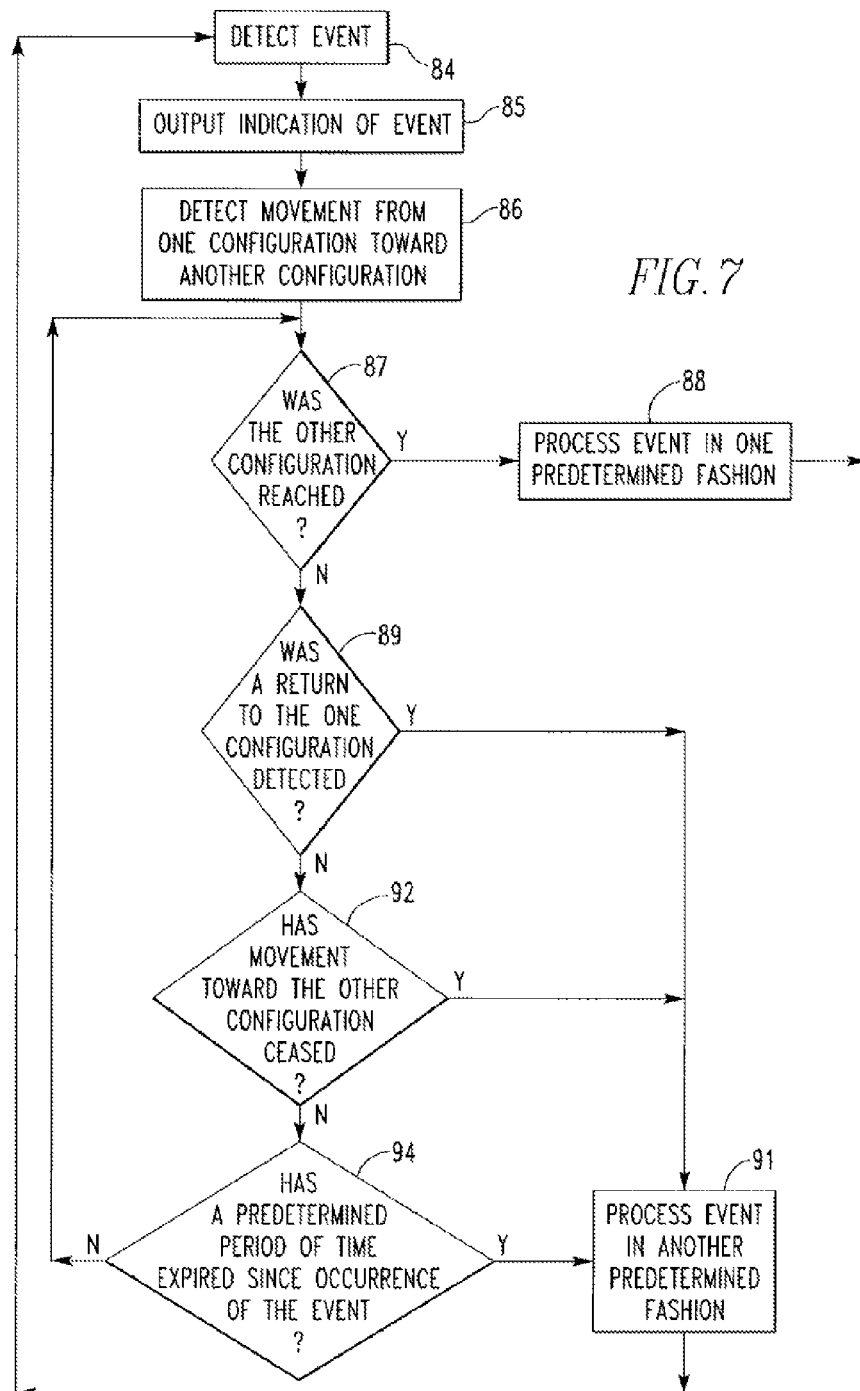 DETECT EVENT
84
OUTPUT INDICATION OF EVENT
85
DETECT MOVEMENT FROM
ONE CONFIGURATION TOWARD
ANOTHER CONFIGURATION
86
FIG. 7
87
WAS
THE OTHER
CONFIGURATION
REACHED
?
Y
88
PROCESS EVENT IN ONE
PREDETERMINED FASHION
N
89
WAS
A RETURN
TO THE ONE
CONFIGURATION
DETECTED
?
Y
N
92
HAS
MOVEMENT
TOWARD THE OTHER
CONFIGURATION
CEASED
?
Y
N
94
HAS
A PREDETERMINED
PERIOD OF TIME
EXPIRED SINCE OCCURRENCE
OF THE EVENT
?
N
Y
91
PROCESS EVENT
IN ANOTHER
PREDETERMINED
FASHION